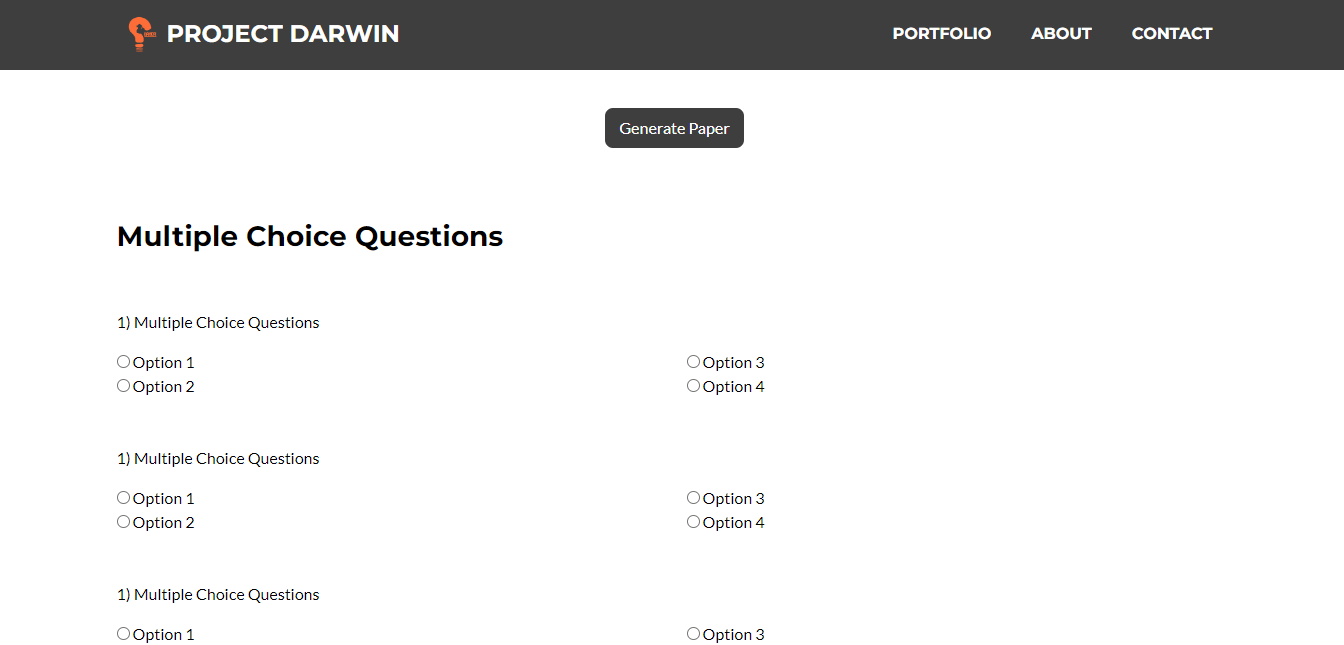 PROJECT DARWIN
PORTFOLIO ABOUT CONTACT
Generate Paper
Multiple Choice Questions
1) Multiple Choice Questions
Option 1 Option 3
Option 2 Option 4
1) Multiple Choice Questions
Option 1 Option 3
Option 2 Option 4
1) Multiple Choice Questions
Option 1 Option 3